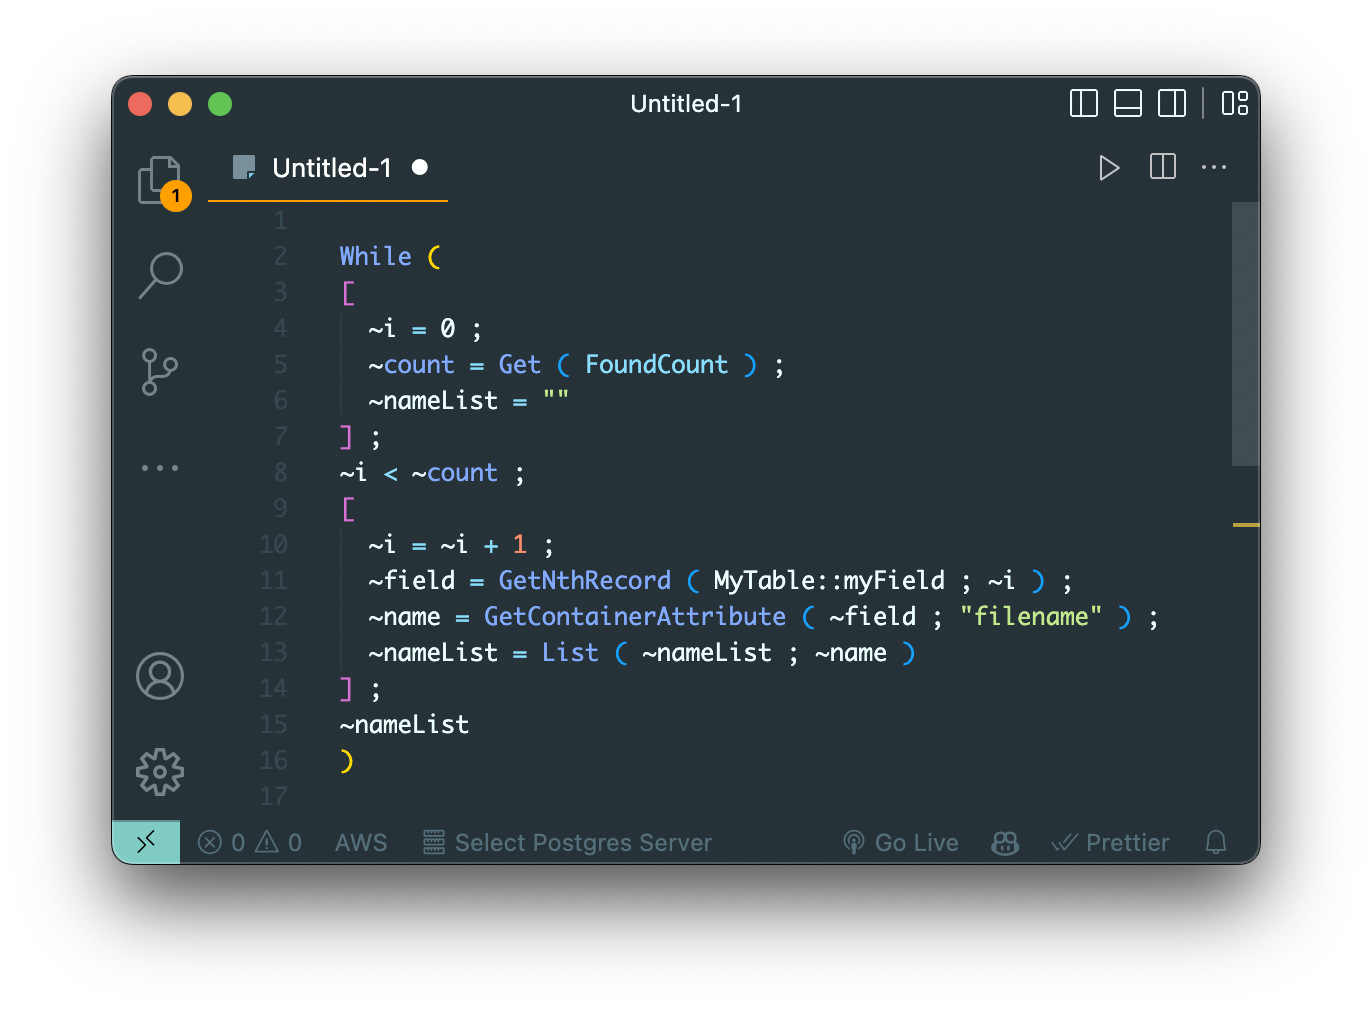 Untitled-1
Untitled-1
1
1
2 While (
3 [
4 ~i = 0 ;
5 ~count = Get ( FoundCount ) ;
6 ~nameList = ""
7 ] ;
8 ~i < ~count ;
9 [
10 ~i = ~i + 1 ;
11 ~field = GetNthRecord ( MyTable::myField ; ~i ) ;
12 ~name = GetContainerAttribute ( ~field ; "filename" ) ;
13 ~nameList = List ( ~nameList ; ~name )
14 ] ;
15 ~nameList
16 )
17
0 0 AWS Select Postgres Server Go Live Prettier